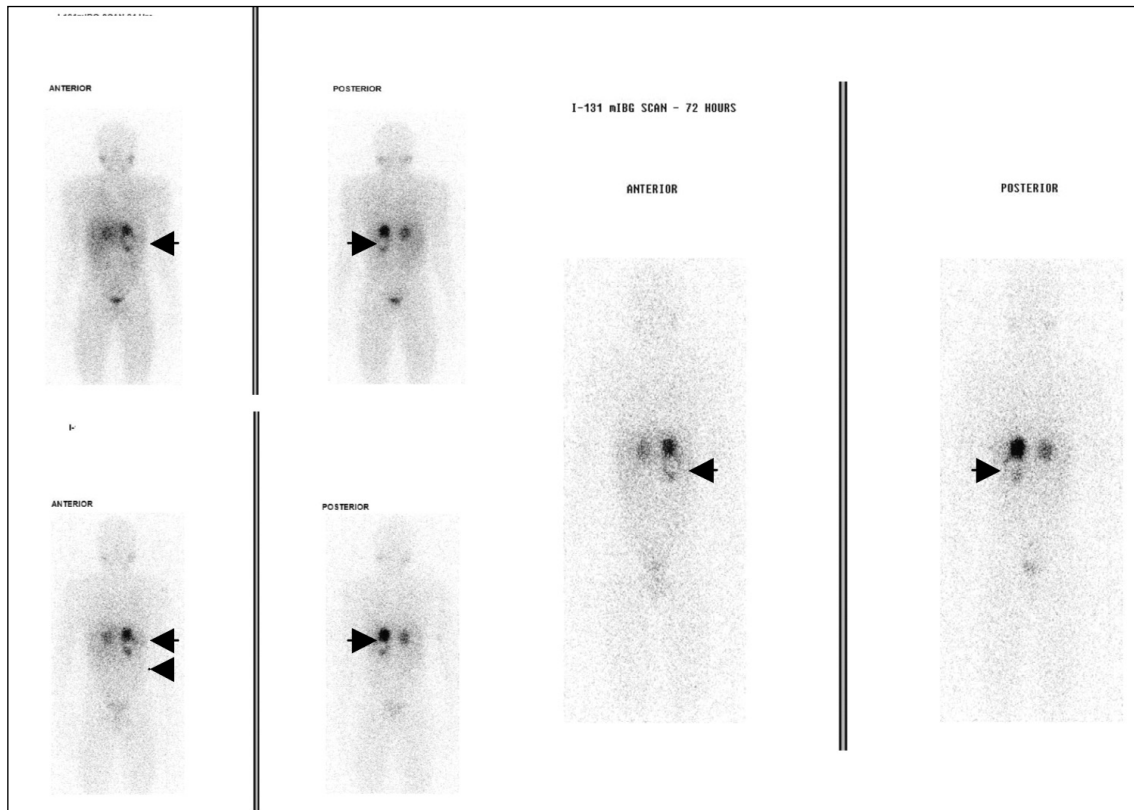 ANTERIOR
POSTERIOR
I-
ANTERIOR
POSTERIOR
I-131 mIBG SCAN - 72 HOURS
ANTERIOR
POSTERIOR